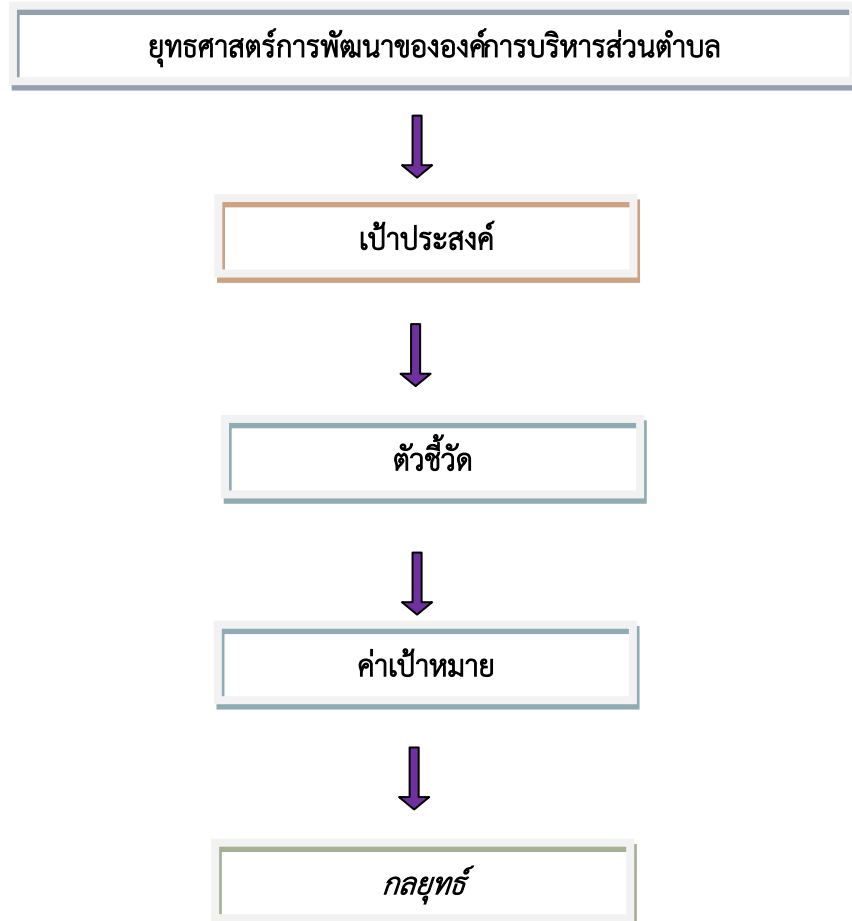 ยุทธศาสตร์การพัฒนาขององค์การบริหารส่วนตำบล
เป้าประสงค์
ตัวชี้วัด
ค่าเป้าหมาย
กลยุทธ์